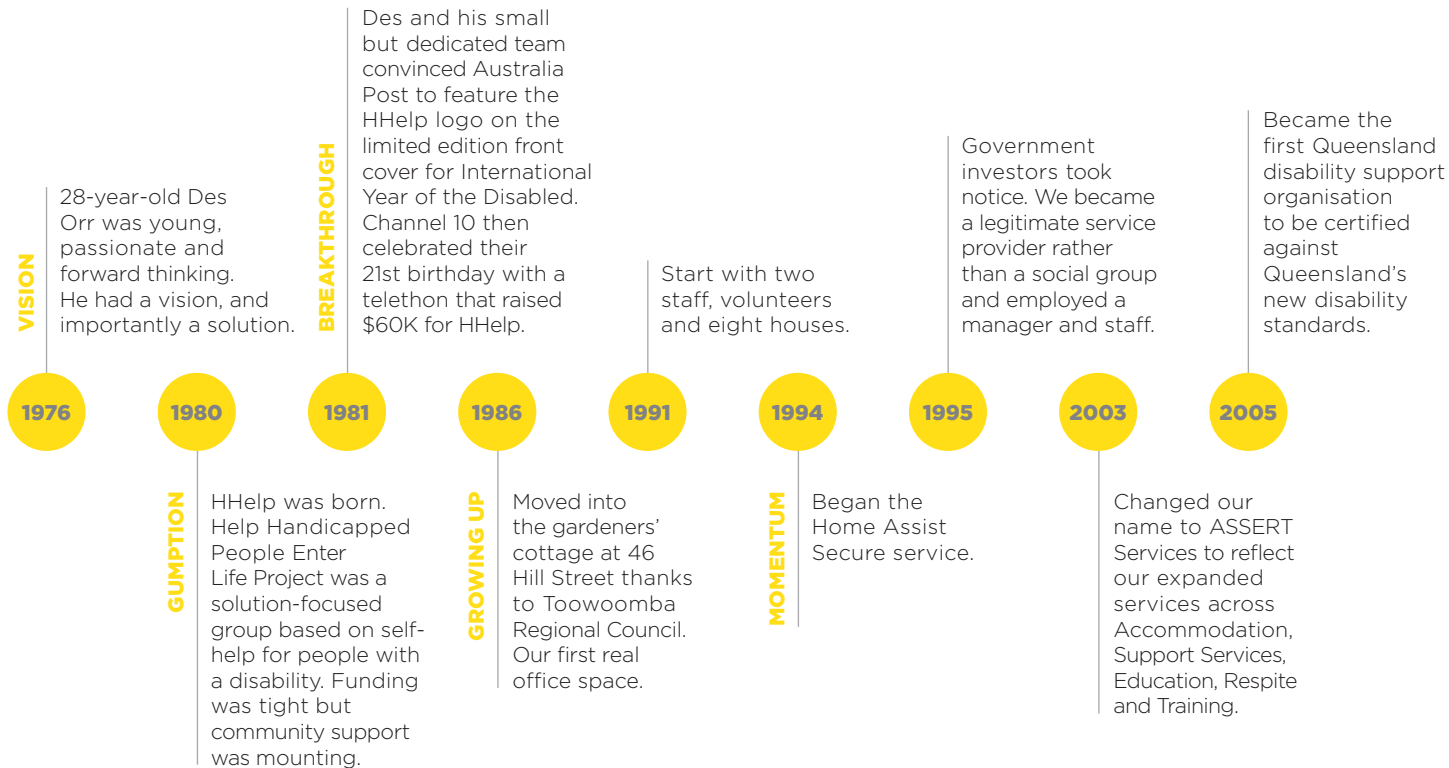 VISION
28-year-old Des
Orr was young,
passionate and
forward thinking.
He had a vision, and
importantly a solution.
1976
1980
GUMPTION
HHelp was born.
Help Handicapped
People Enter
Life Project was a
solution-focused
group based on self-
help for people with
a disability. Funding
was tight but
community support
was mounting.
BREAKTHROUGH
Des and his small
but dedicated team
convinced Australia
Post to feature the
HHelp logo on the
limited edition front
cover for International
Year of the Disabled.
Channel 10 then
celebrated their
21st birthday with a
telethon that raised
$60K for HHelp.
1981
1986
GROWING UP
Moved into
the gardeners'
cottage at 46
Hill Street thanks
to Toowoomba
Regional Council.
Our first real
office space.
Start with two
staff, volunteers
and eight houses.
1991
1994
MOMENTUM
Began the
Home Assist
Secure service.
Government
investors took
notice. We became
a legitimate service
provider rather
than a social group
and employed a
manager and staff.
1995
2003
Changed our
name to ASSERT
Services to reflect
our expanded
services across
Accommodation,
Support Services,
Education, Respite
and Training.
Became the
first Queensland
disability support
organisation
to be certified
against
Queensland's
new disability
standards.
2005